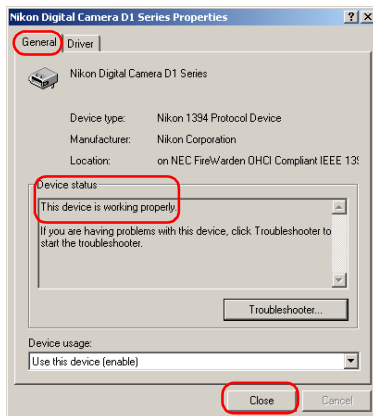 Nikon Digital Camera D1 Series Properties
General Driver
Nikon Digital Camera D1 Series
Device type: Nikon 1394 Protocol Device
Manufacturer: Nikon Corporation
Location: on NEC FireWarden OHCI Compliant IEEE 139
Device status
This device is working properly.
If you are having problems with this device, click Troubleshooter to
start the troubleshooter.
Troubleshooter...
Device usage:
Use this device (enable)
Close Cancel